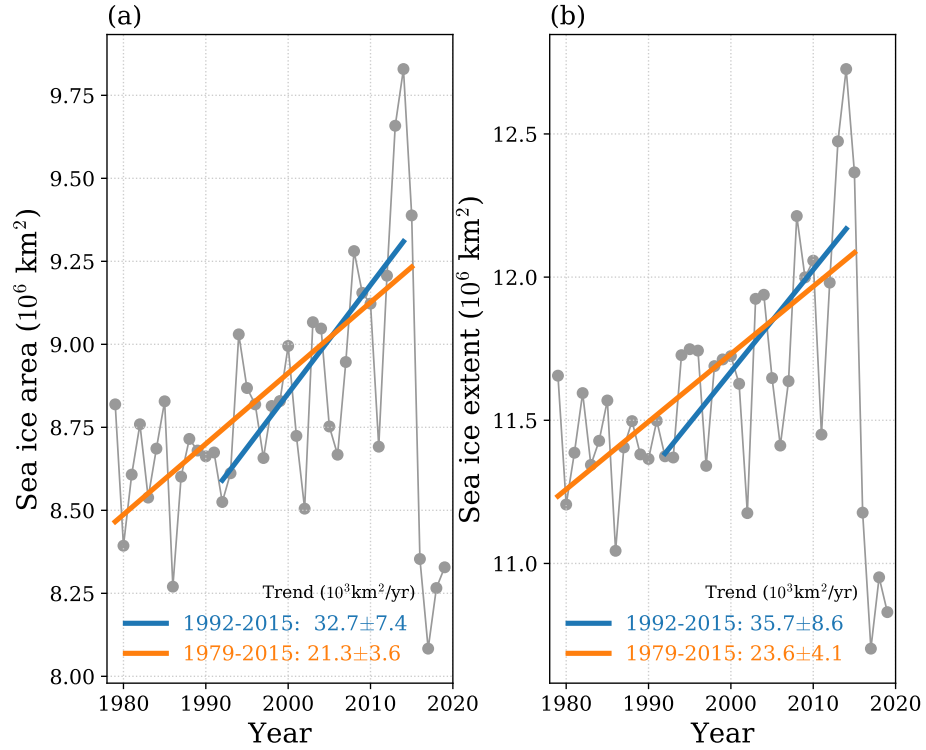 (a)
Sea ice area (10⁶ km²)
9.75
9.50
9.25
9.00
8.75
8.50
8.25
8.00
Trend (10³km²/yr)
1992-2015: 32.7±7.4
1979-2015: 21.3±3.6
1980 1990 2000 2010 2020
Year
(b)
Sea ice extent (10⁶ km²)
12.5
12.0
11.5
11.0
Trend (10³km²/yr)
1992-2015: 35.7±8.6
1979-2015: 23.6±4.1
1980 1990 2000 2010 2020
Year